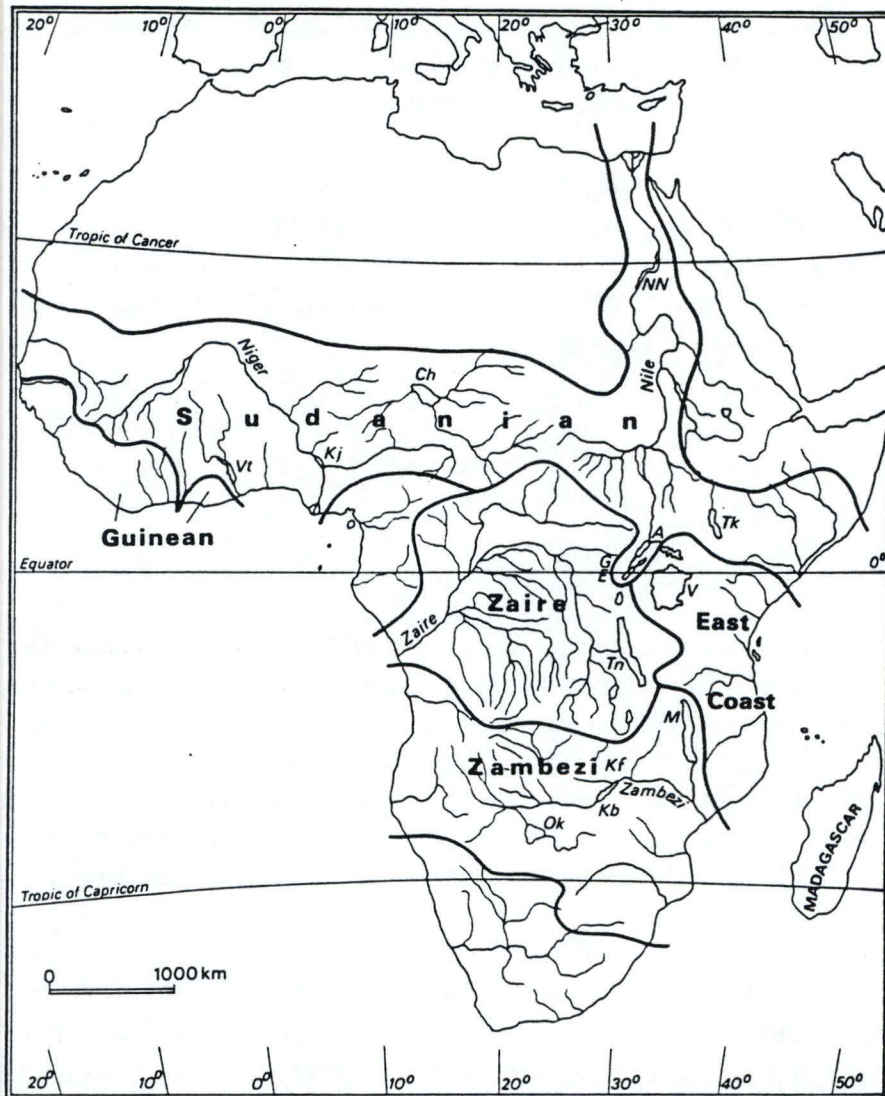 20° 10° 0° 10° 20° 30° 40° 50°
Tropic of Cancer
NN
Niger
Nile
Ch
Sudanian
Kj
Vt
Tk
Guinean
A
G
Equator
E
0°
V
Zaire
East
Zaire
Tn
Coast
M
Zambezi
Kf
Zambezi
Kb
Ok
MADAGASCAR
Tropic of Capricorn
0 1000 km
20° 10° 0° 10° 20° 30° 40° 50°